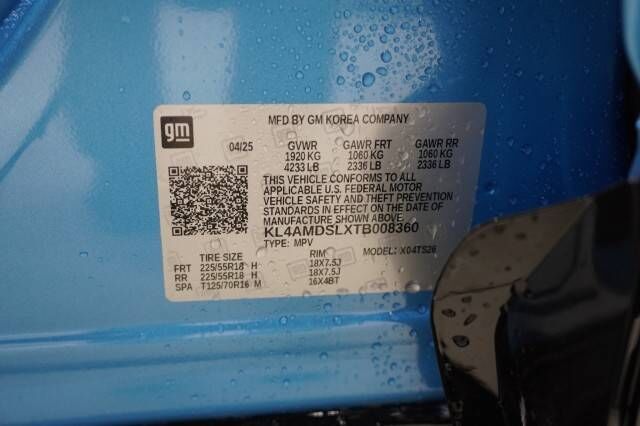 gm
MFD BY GM KOREA COMPANY
04/25 GVWR GAWR FRT GAWR RR
1920 KG 1060 KG 1060 KG
4233 LB 2336 LB 2336 LB
THIS VEHICLE CONFORMS TO ALL
APPLICABLE U.S. FEDERAL MOTOR
VEHICLE SAFETY AND THEFT PREVENTION
STANDARDS IN EFFECT ON THE DATE OF
MANUFACTURE SHOWN ABOVE.
KL4AMDSLXTB008360
TYPE: MPV MODEL: X04TS26
TIRE SIZE RIM
FRT 225/55R18 H 18X7.5J
RR 225/55R18 H 18X7.5J
SPA T125/70R16 M 16X4BT